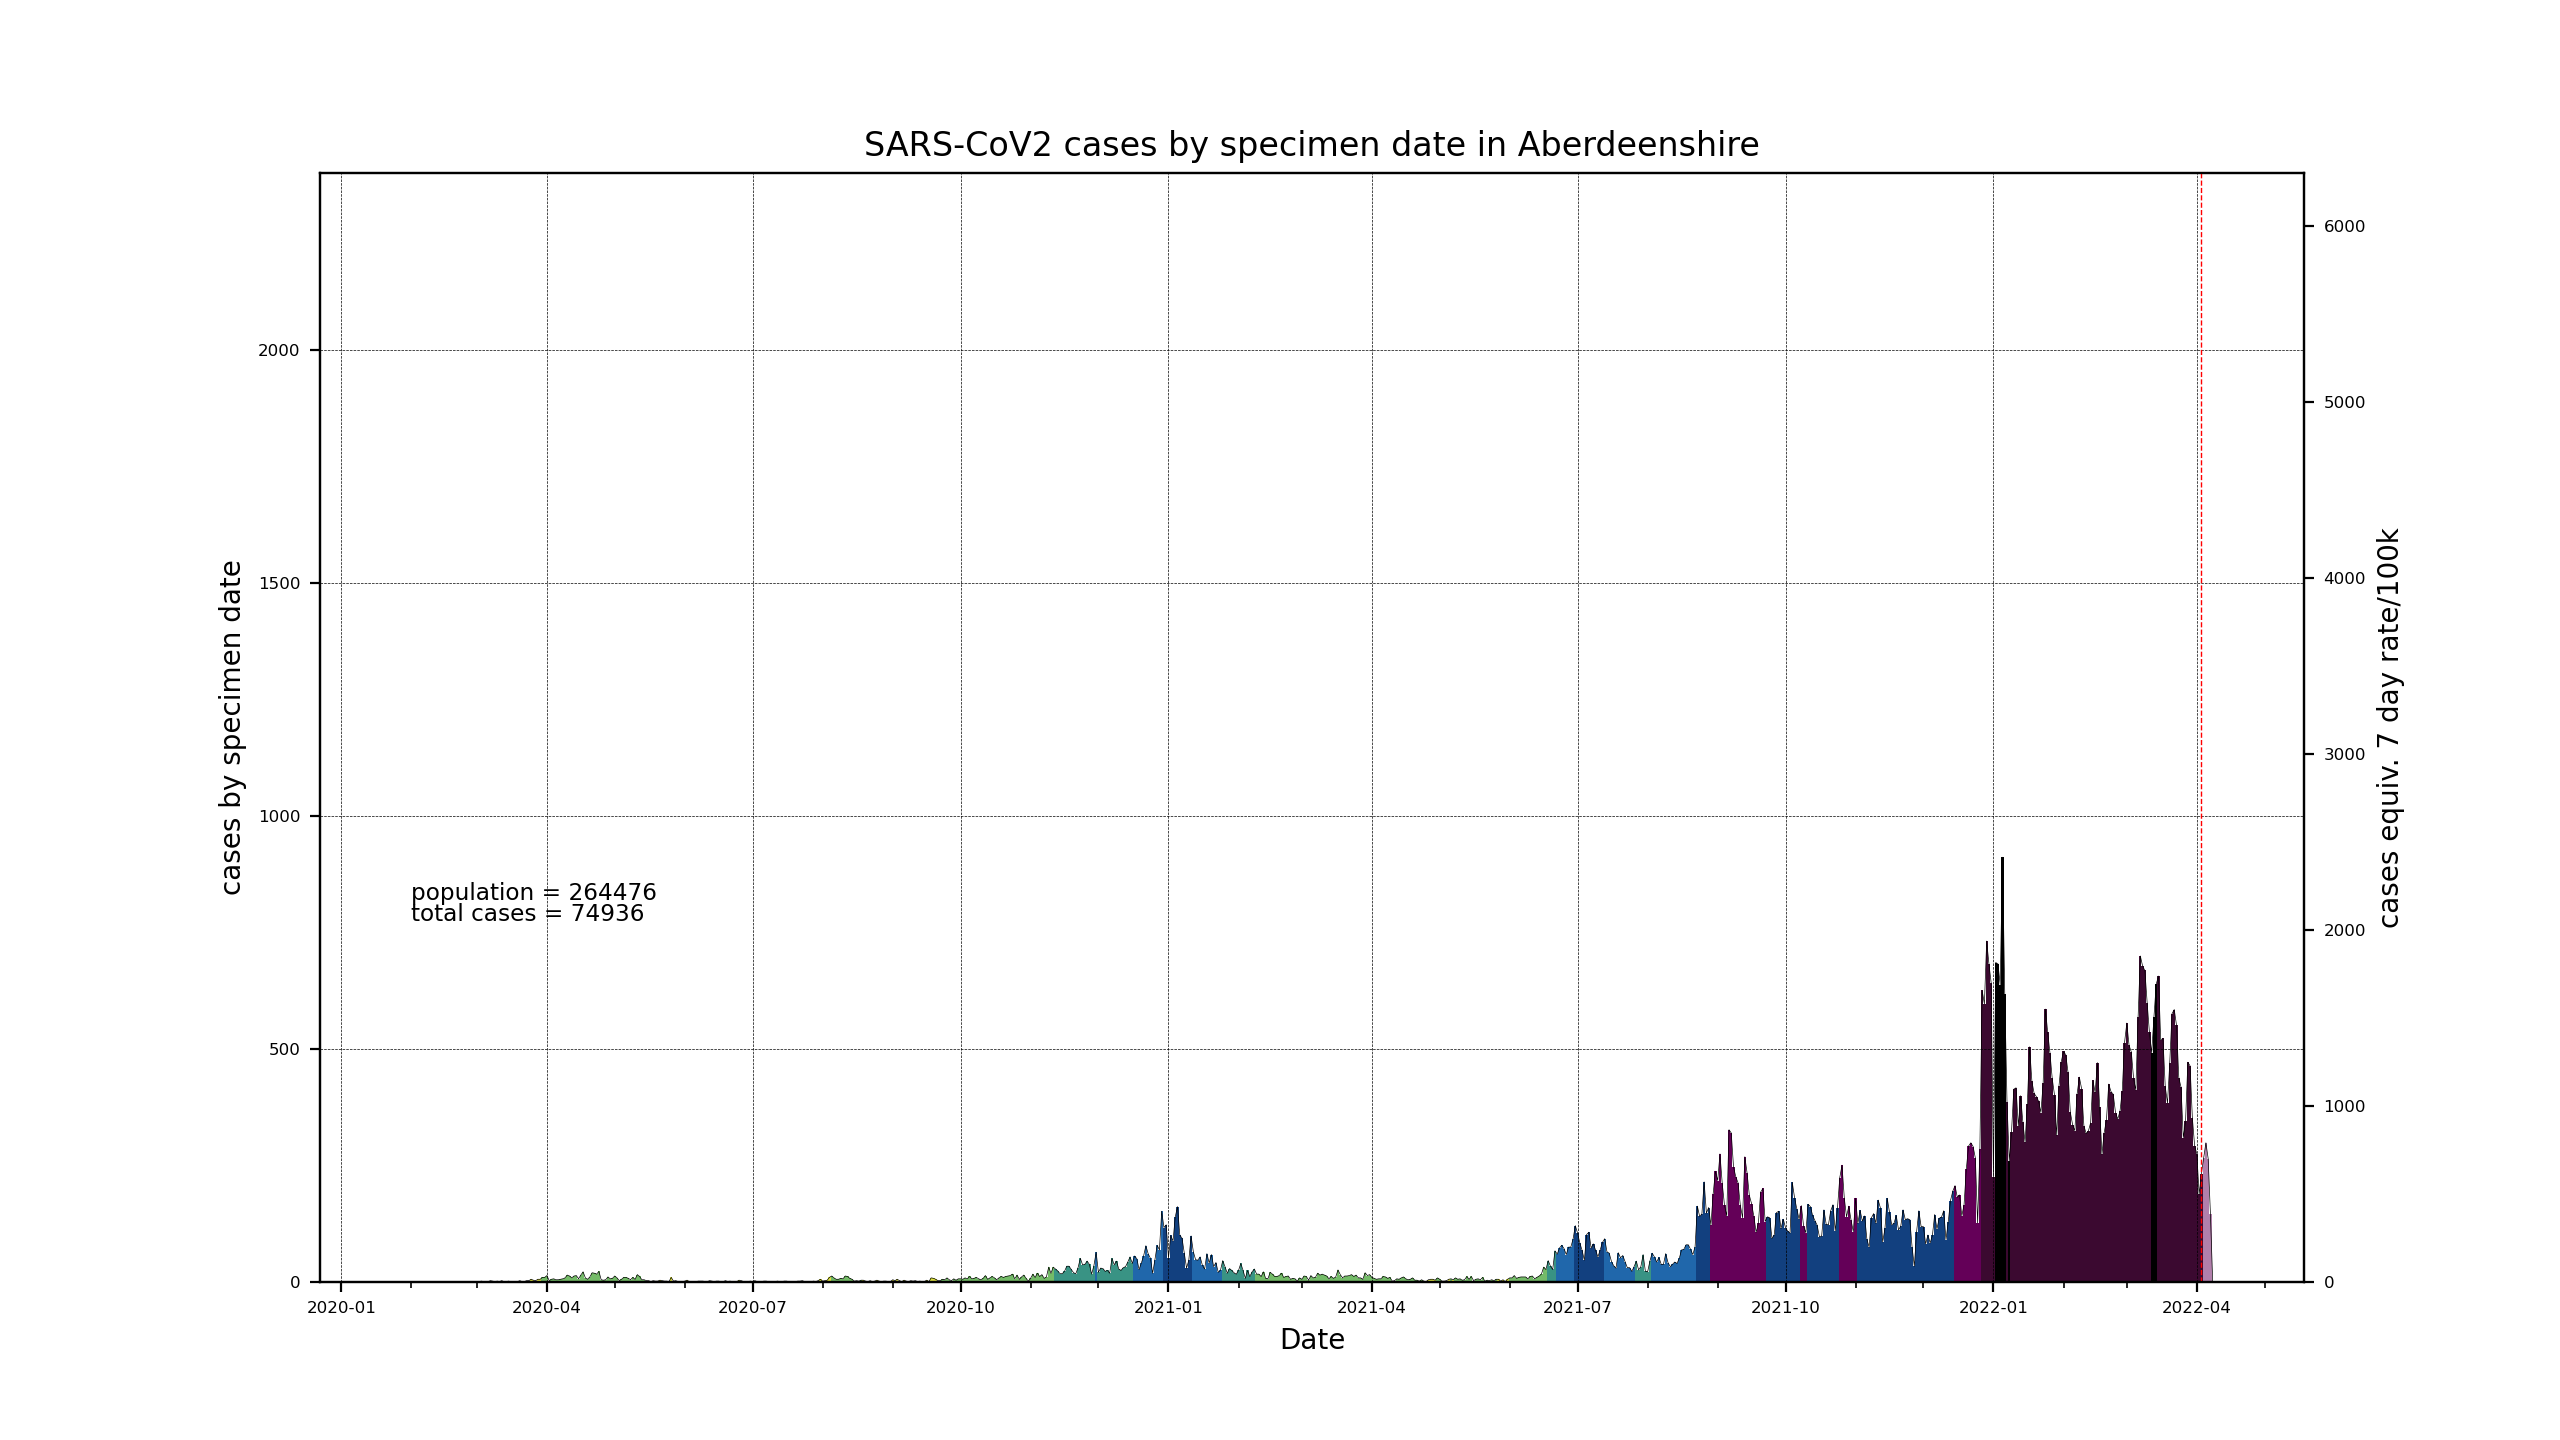 SARS-CoV2 cases by specimen date in Aberdeenshire
cases by specimen date
2000
1500
1000
500
0
population = 264476
total cases = 74936
6000
5000
4000
3000
2000
1000
0
cases equiv. 7 day rate/100k
2020-01 2020-04 2020-07 2020-10 2021-01 2021-04 2021-07 2021-10 2022-01 2022-04
Date